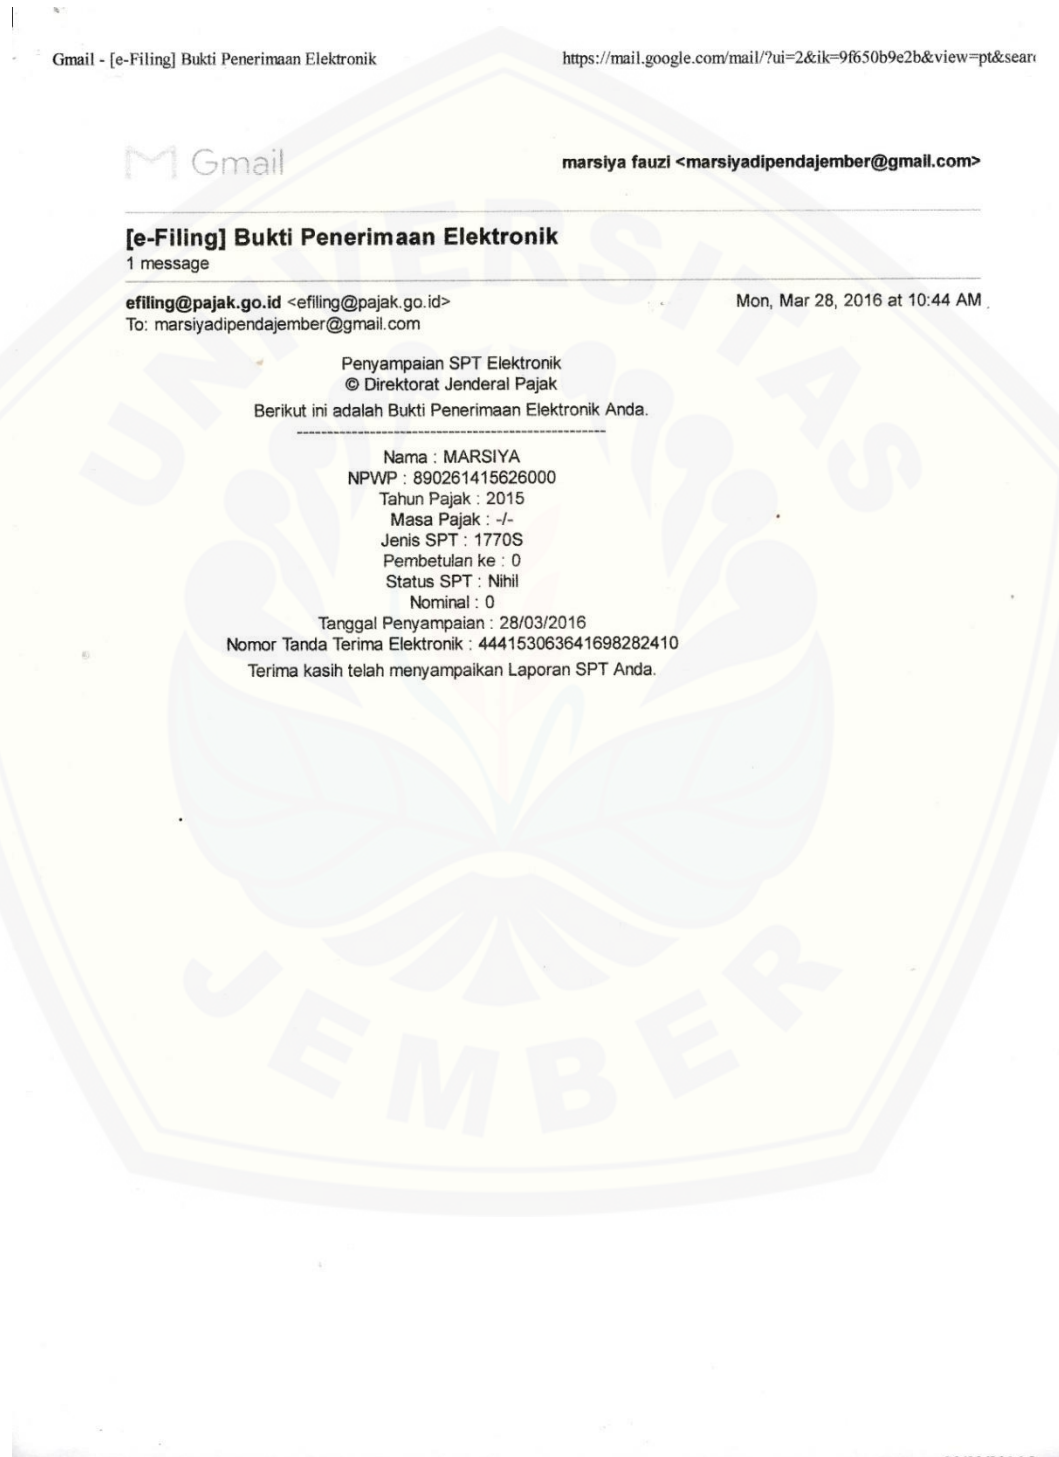 Gmail - [e-Filing] Bukti Penerimaan Elektronik
https://mail.google.com/mail/?ui=2&ik=9f650b9e2b&view=pt&sear
Gmail
marsiya fauzi <marsiyadipendajember@gmail.com>
[e-Filing] Bukti Penerimaan Elektronik
1 message
efiling@pajak.go.id <efiling@pajak.go.id>
Mon, Mar 28, 2016 at 10:44 AM
To: marsiyadipendajember@gmail.com
Penyampaian SPT Elektronik
© Direktorat Jenderal Pajak
Berikut ini adalah Bukti Penerimaan Elektronik Anda.
----------------------------------------------------
Nama : MARSIYA
NPWP : 890261415626000
Tahun Pajak : 2015
Masa Pajak : -/-
Jenis SPT : 1770S
Pembetulan ke : 0
Status SPT : Nihil
Nominal : 0
Tanggal Penyampaian : 28/03/2016
Nomor Tanda Terima Elektronik : 444153063641698282410
Terima kasih telah menyampaikan Laporan SPT Anda.
UNIVERSITAS
JEMBER